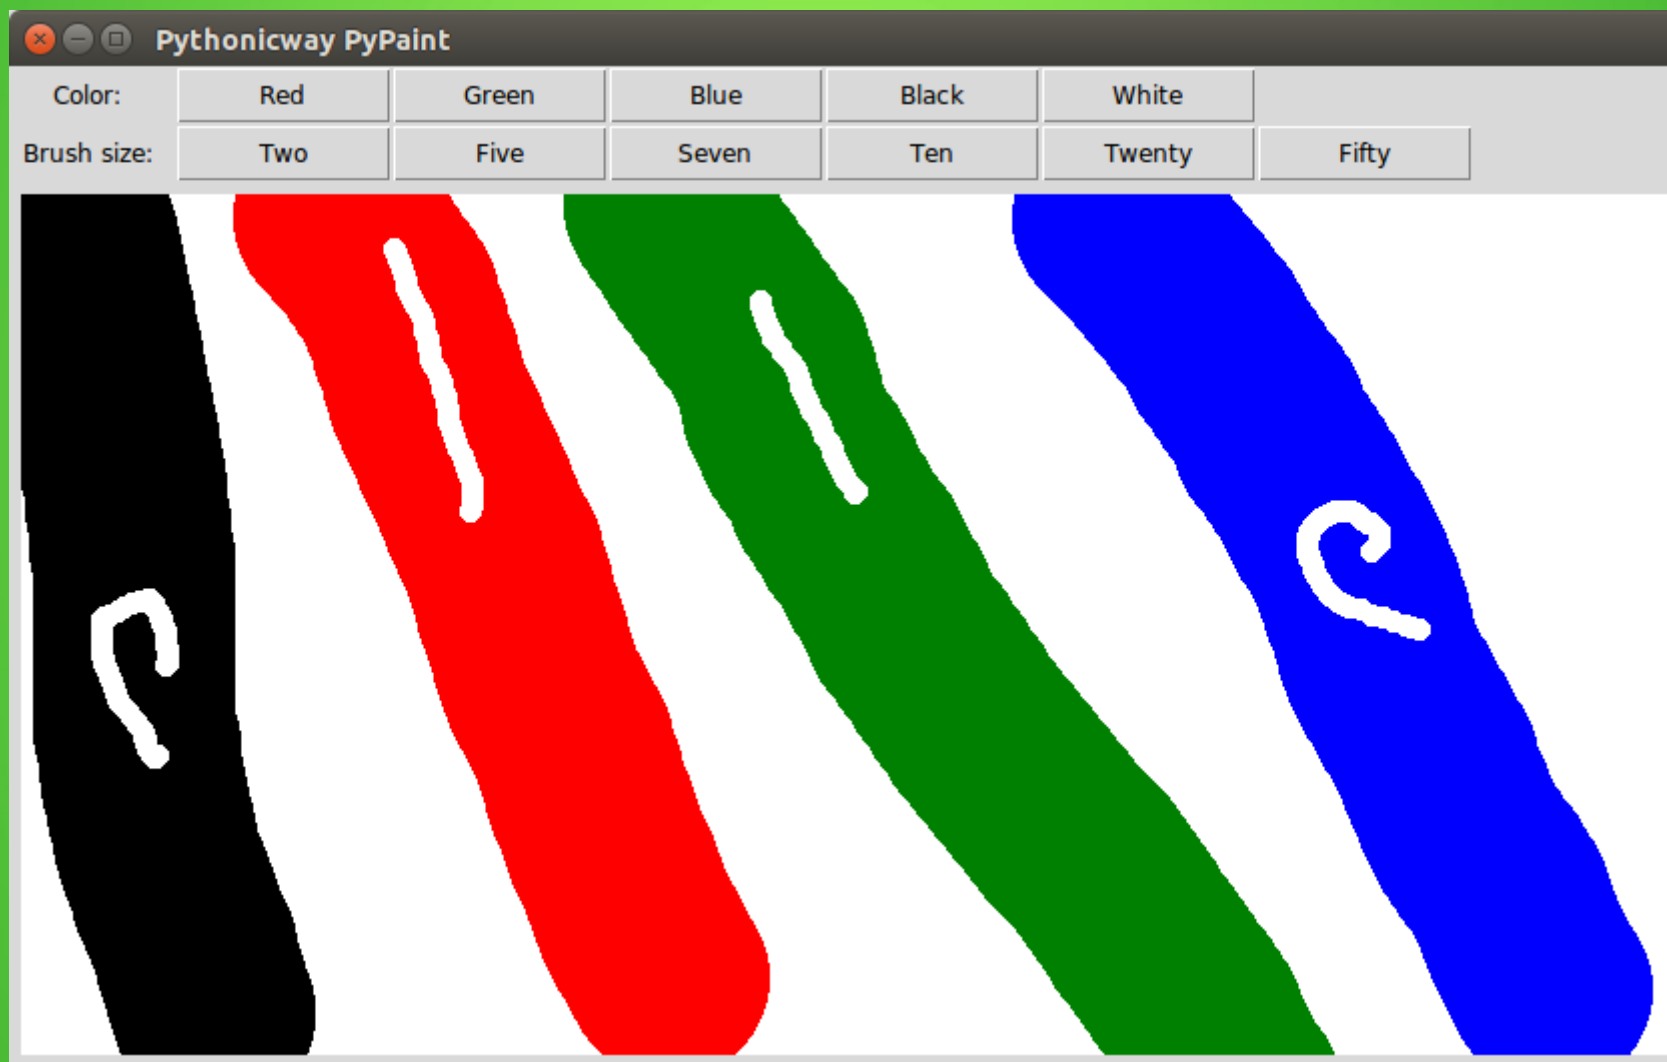 Pythonicway PyPaint
Color: Red Green Blue Black White
Brush size: Two Five Seven Ten Twenty Fifty